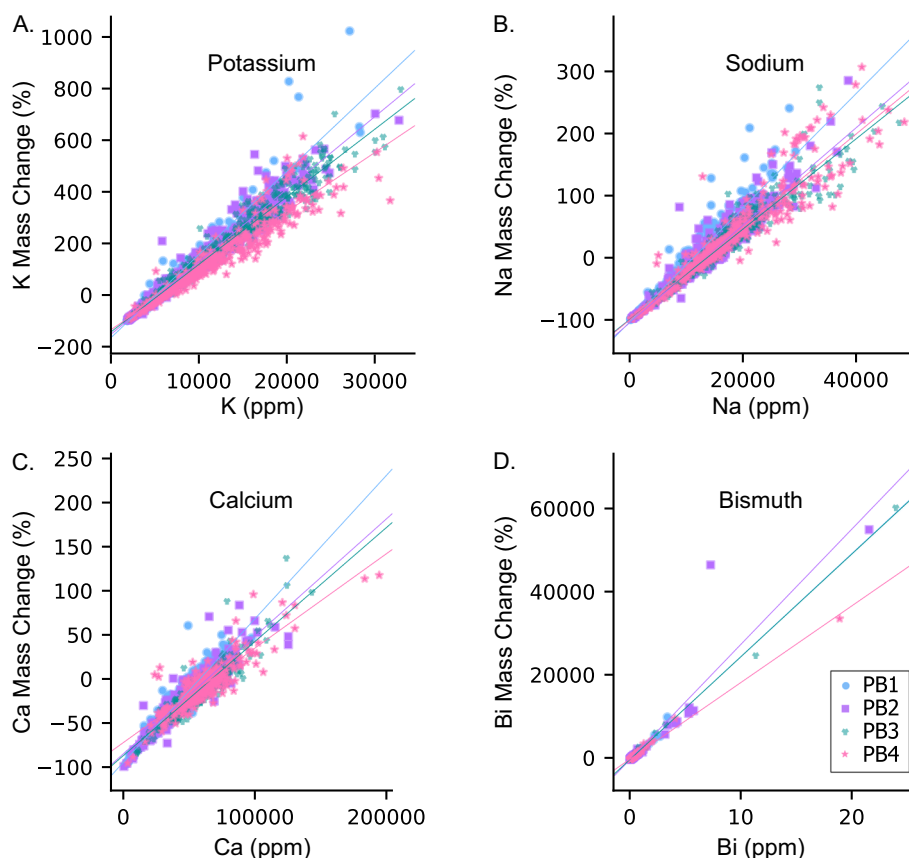 A.
Potassium
K Mass Change (%)
1000
800
600
400
200
0
−200
0
10000
20000
30000
K (ppm)
B.
Sodium
Na Mass Change (%)
300
200
100
0
−100
0
20000
40000
Na (ppm)
C.
Calcium
Ca Mass Change (%)
250
200
150
100
50
0
−50
−100
0
100000
200000
Ca (ppm)
D.
Bismuth
Bi Mass Change (%)
60000
40000
20000
0
0
10
20
Bi (ppm)
PB1
PB2
PB3
PB4